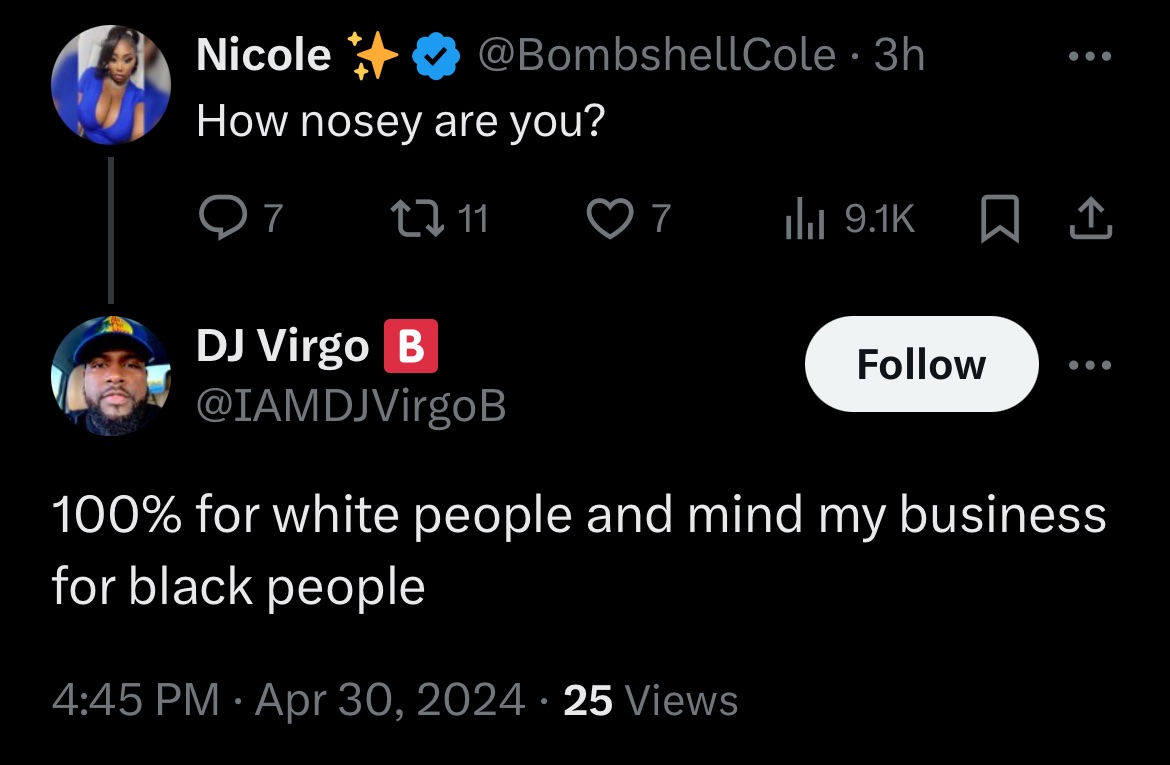 Nicole ✨ @BombshellCole · 3h
How nosey are you?
7 11 7 9.1K
DJ Virgo 🅱️ Follow
@IAMDJVirgoB
100% for white people and mind my business
for black people
4:45 PM · Apr 30, 2024 · 25 Views